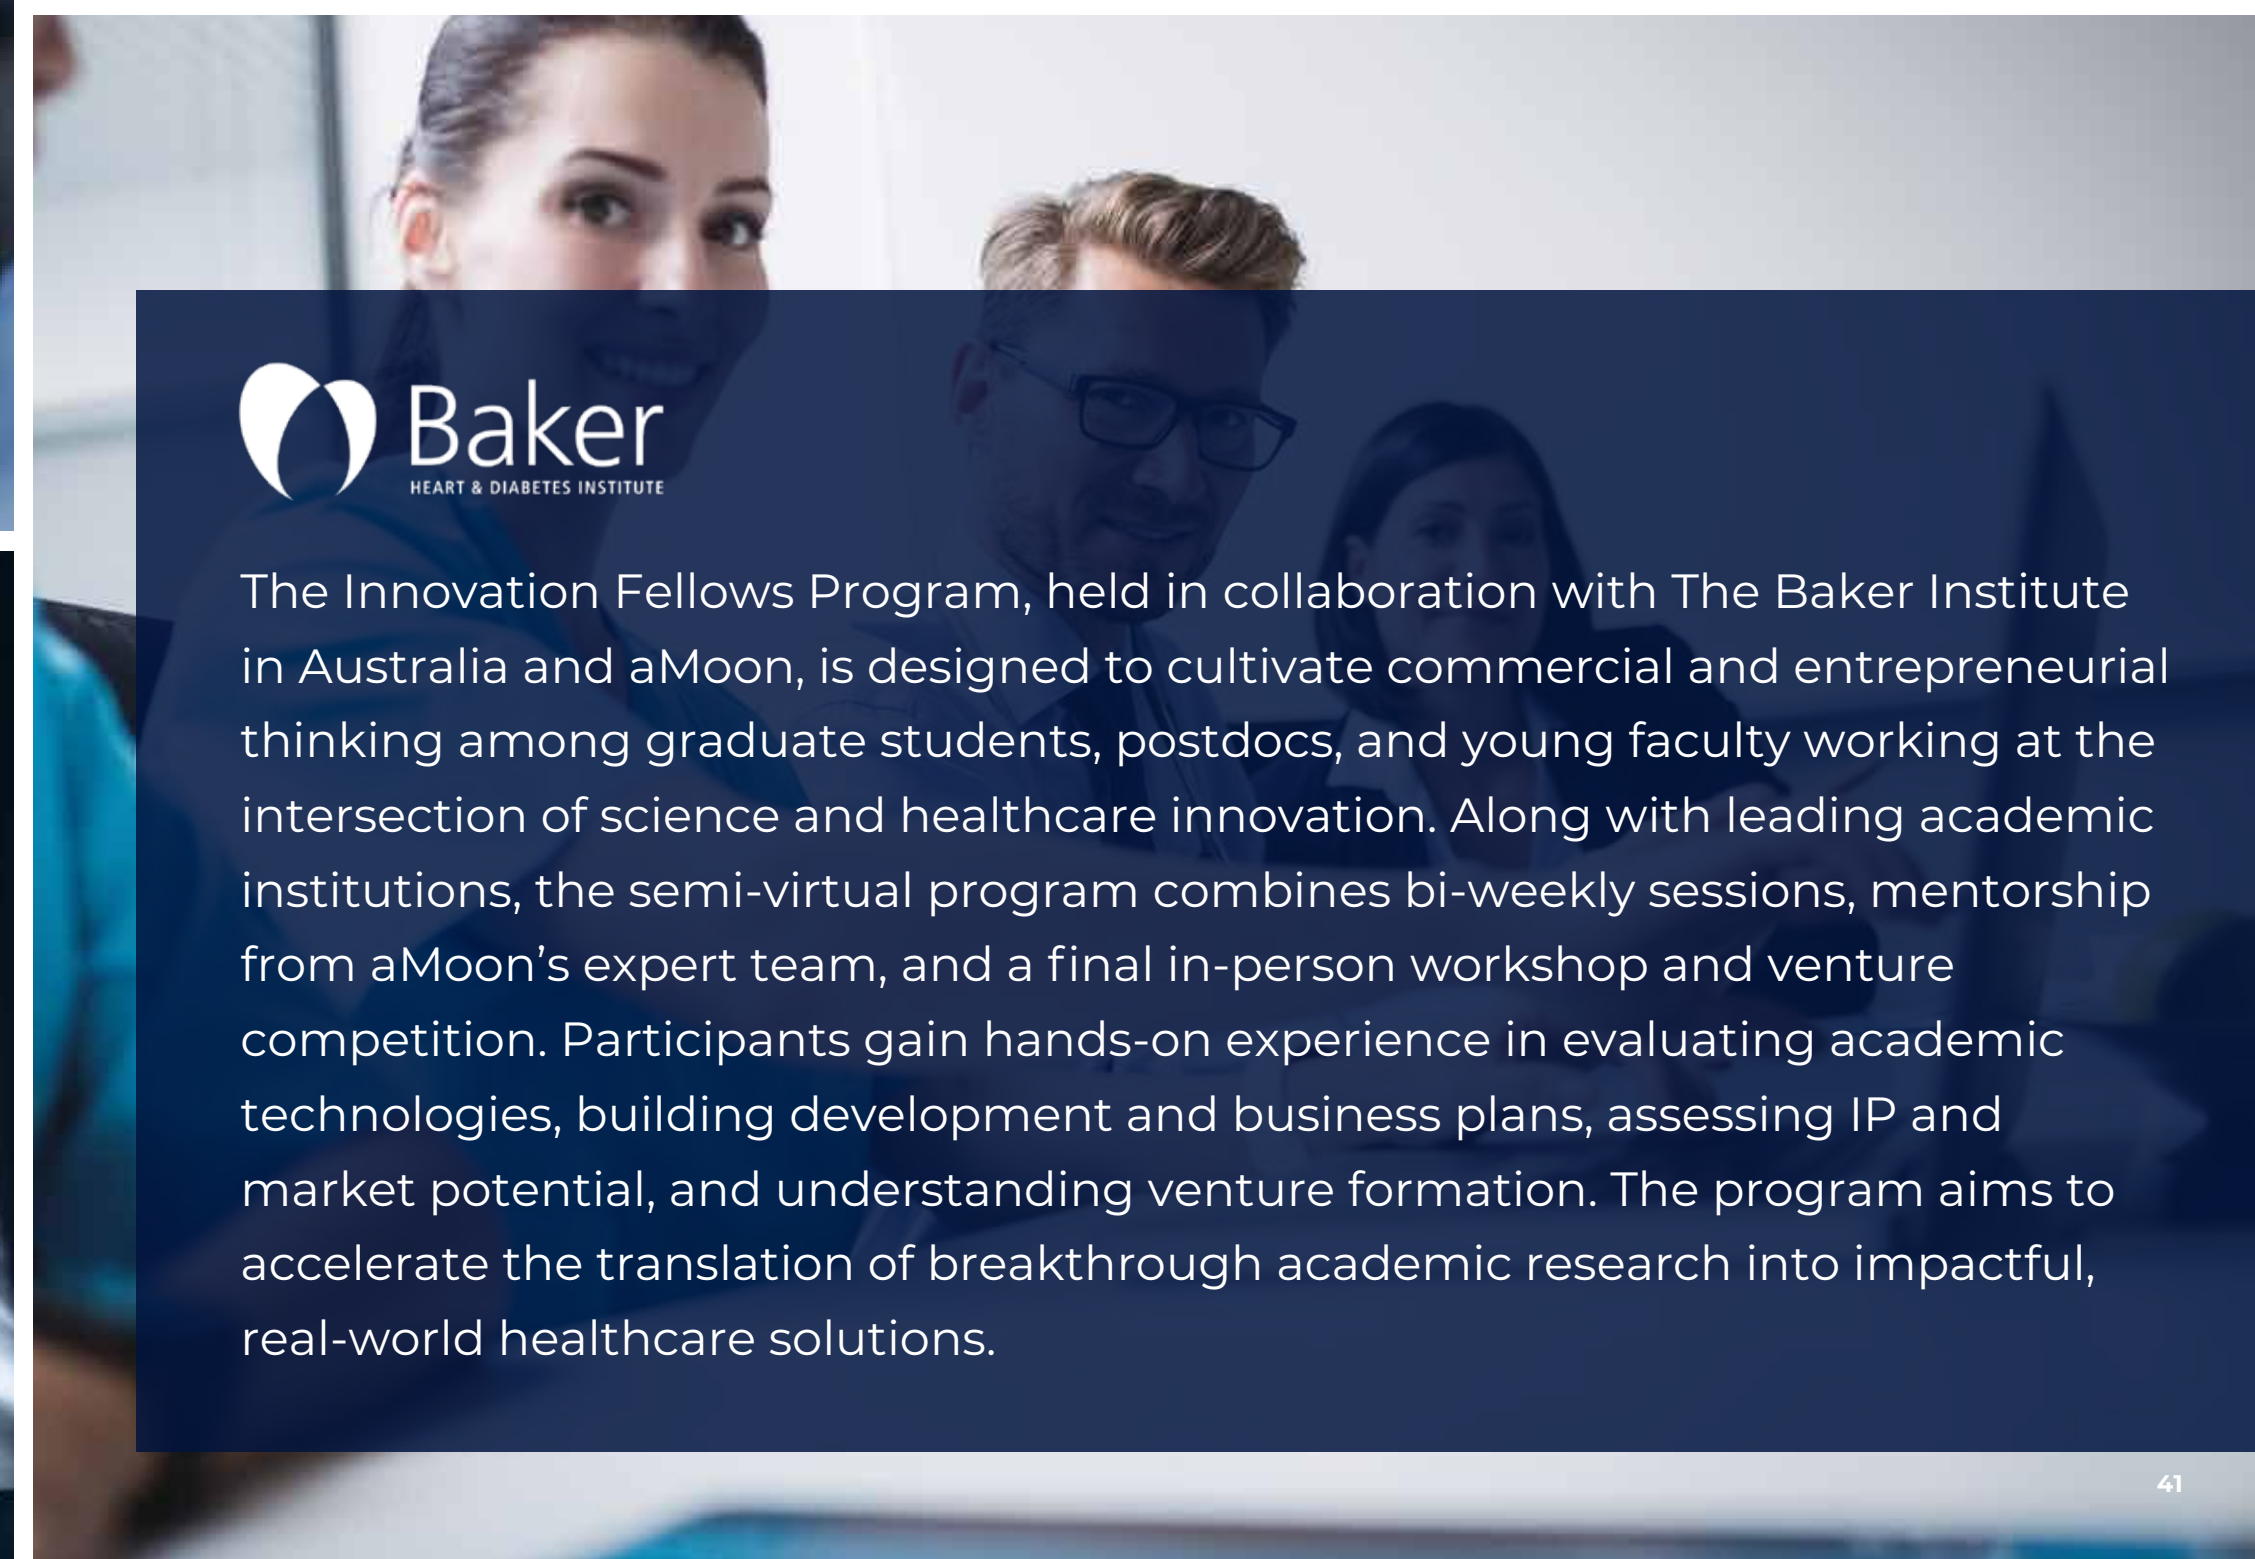 Baker
HEART & DIABETES INSTITUTE
The Innovation Fellows Program, held in collaboration with The Baker Institute
in Australia and aMoon, is designed to cultivate commercial and entrepreneurial
thinking among graduate students, postdocs, and young faculty working at the
intersection of science and healthcare innovation. Along with leading academic
institutions, the semi-virtual program combines bi-weekly sessions, mentorship
from aMoon’s expert team, and a final in-person workshop and venture
competition. Participants gain hands-on experience in evaluating academic
technologies, building development and business plans, assessing IP and
market potential, and understanding venture formation. The program aims to
accelerate the translation of breakthrough academic research into impactful,
real-world healthcare solutions.
41